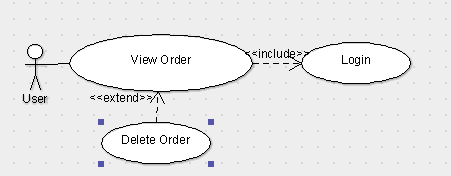 View Order
<<include>>
Login
User
<<extend>>
Delete Order